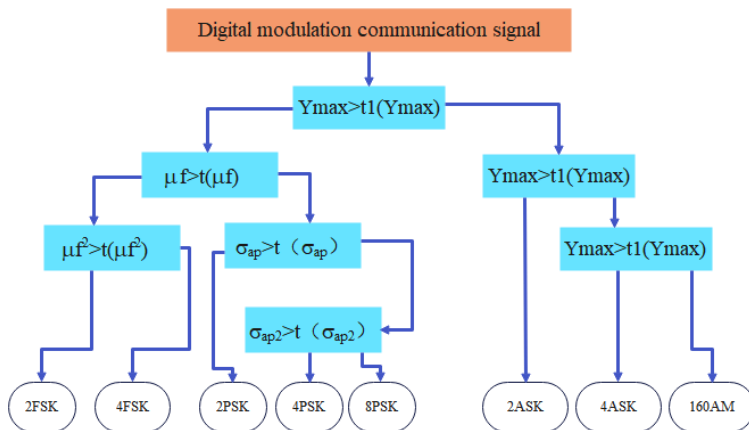 Digital modulation communication signal
Ymax>t1(Ymax)
μf>t(μf)
Ymax>t1(Ymax)
μf²>t(μf²)
σap>t（σap）
Ymax>t1(Ymax)
σap2>t（σap2）
2FSK
4FSK
2PSK
4PSK
8PSK
2ASK
4ASK
160AM